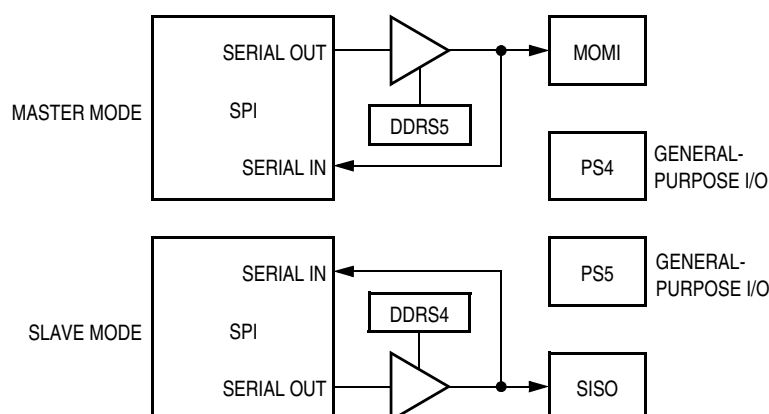 SERIAL OUT
MOMI
MASTER MODE
SPI
DDRS5
SERIAL IN
PS4
GENERAL-
PURPOSE I/O
SERIAL IN
PS5
GENERAL-
PURPOSE I/O
DDRS4
SLAVE MODE
SPI
SERIAL OUT
SISO